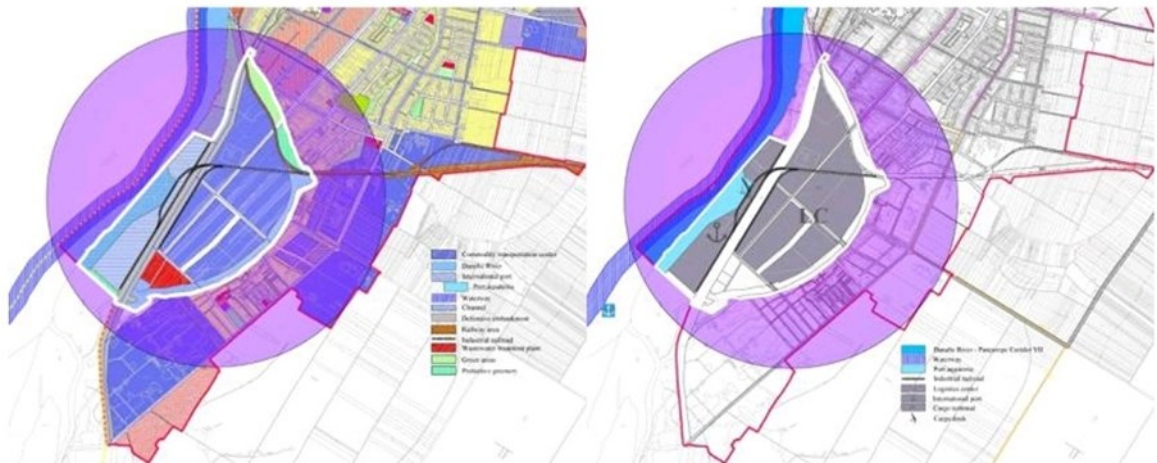 Commodity transportation center
Danube River
International port
Port aquatoria
Waterway
Channel
Defensive embankment
Railway area
Industrial railroad
Wastewater treatment plant
Green areas
Protective greenery
LC
Danube River - Paneurope Corridor VII
Waterway
Port aquatoria
Industrial railroad
Logistics center
International port
Cargo railroad
Cargo dock